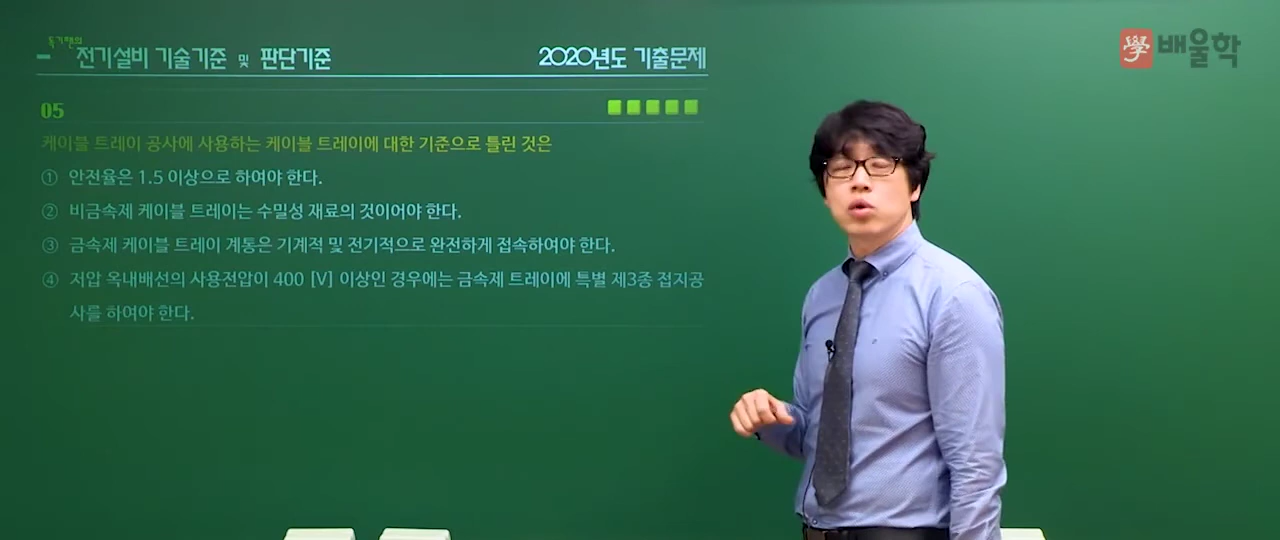 독기팬의
전기설비 기술기준 및 판단기준
2020년도 기출문제
學 배울학
05
케이블 트레이 공사에 사용하는 케이블 트레이에 대한 기준으로 틀린 것은
① 안전율은 1.5 이상으로 하여야 한다.
② 비금속제 케이블 트레이는 수밀성 재료의 것이어야 한다.
③ 금속제 케이블 트레이 계통은 기계적 및 전기적으로 완전하게 접속하여야 한다.
④ 저압 옥내배선의 사용전압이 400 [V] 이상인 경우에는 금속제 트레이에 특별 제3종 접지공
사를 하여야 한다.